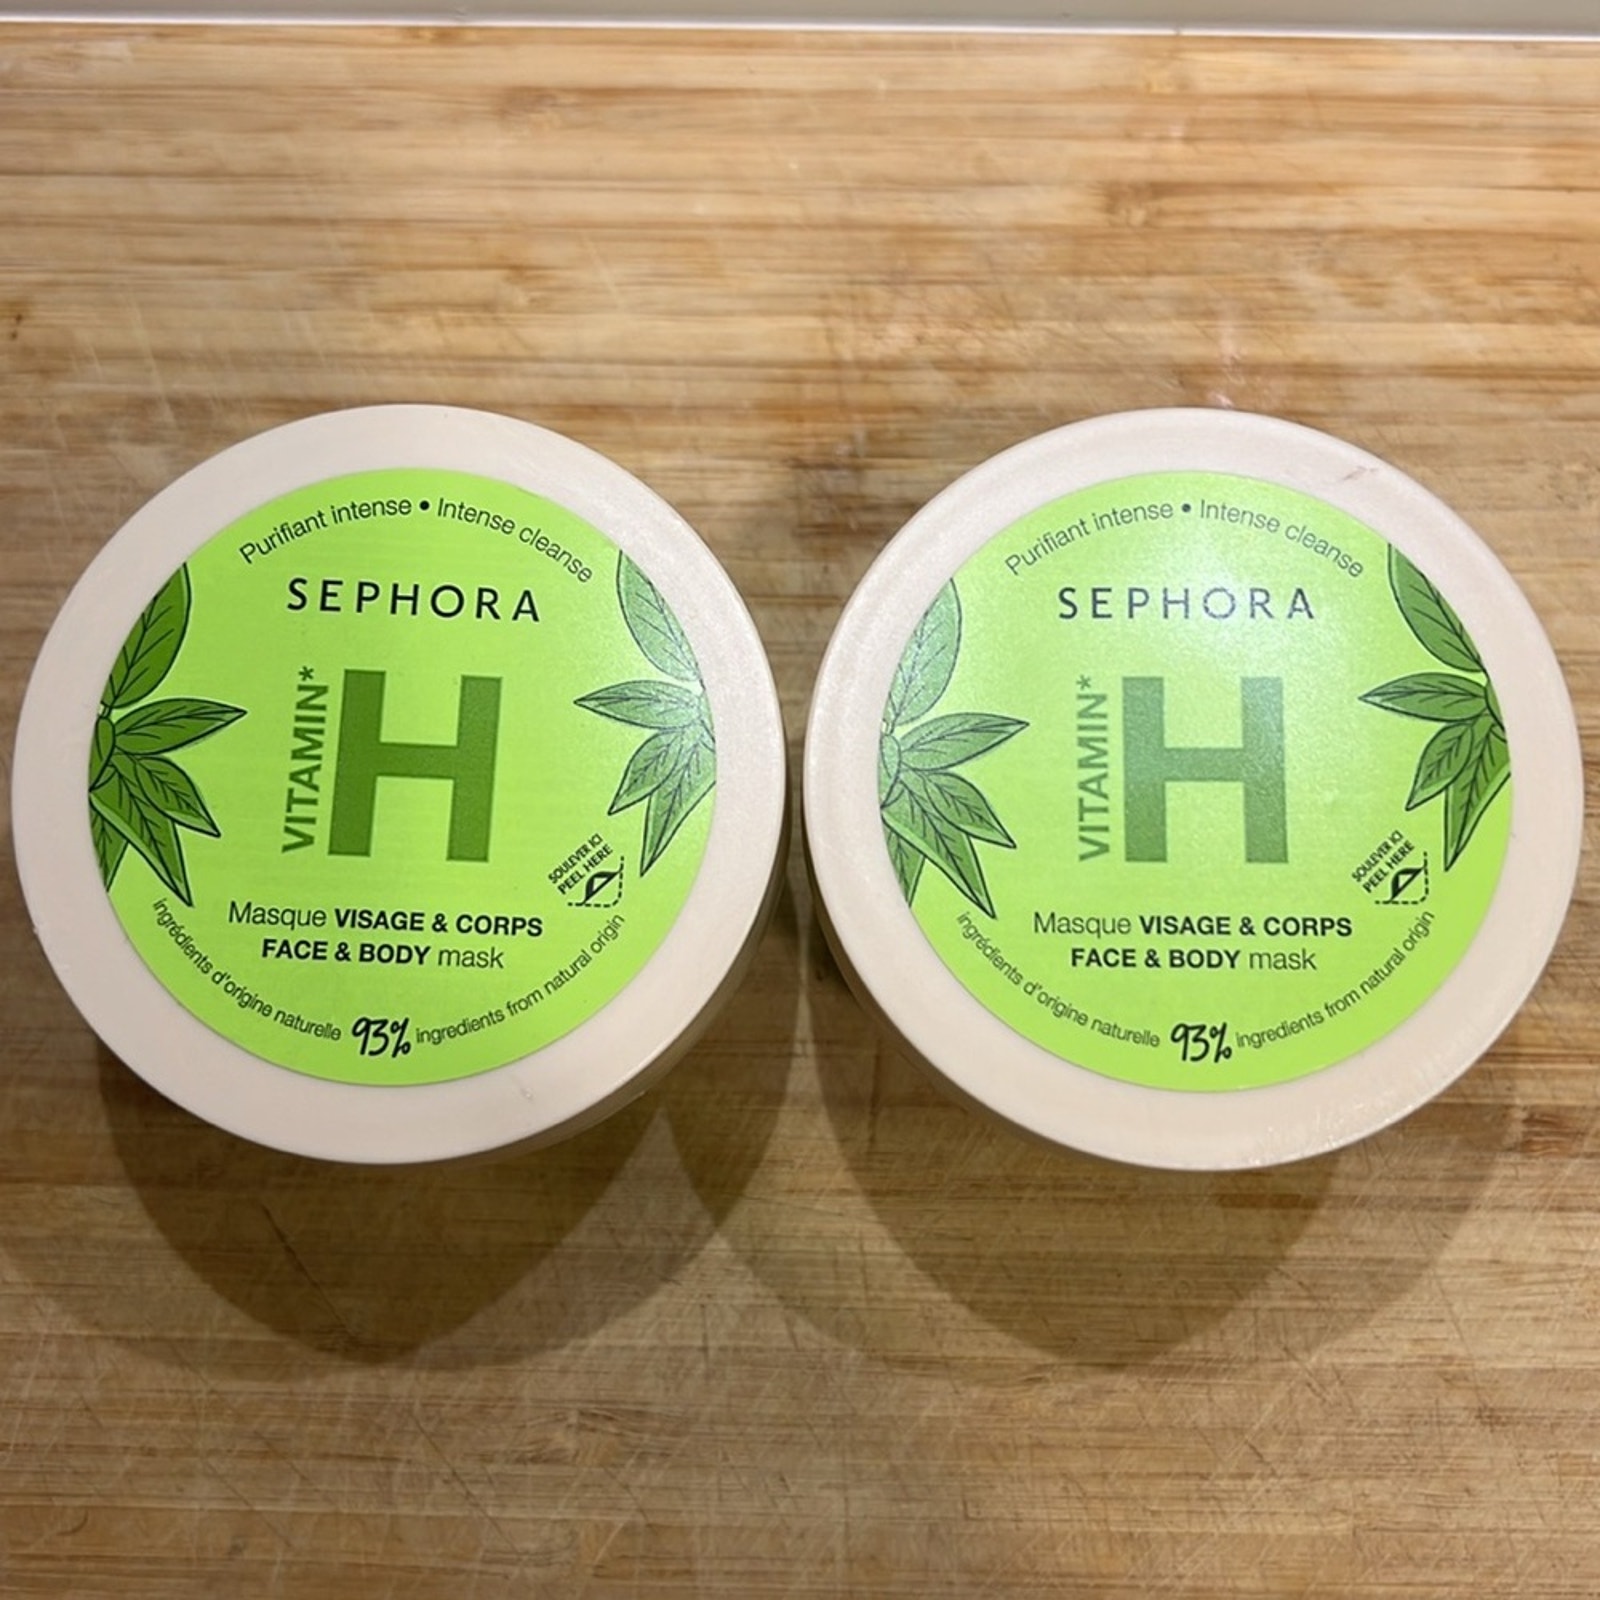 Purifiant intense • Intense cleanse
SEPHORA
VITAMIN*
H
SOULEVER ICI
PEEL HERE
Masque VISAGE & CORPS
FACE & BODY mask
ingrédients d'origine naturelle 93% ingredients from natural origin
Purifiant intense • Intense cleanse
SEPHORA
VITAMIN*
H
SOULEVER ICI
PEEL HERE
Masque VISAGE & CORPS
FACE & BODY mask
ingrédients d'origine naturelle 93% ingredients from natural origin